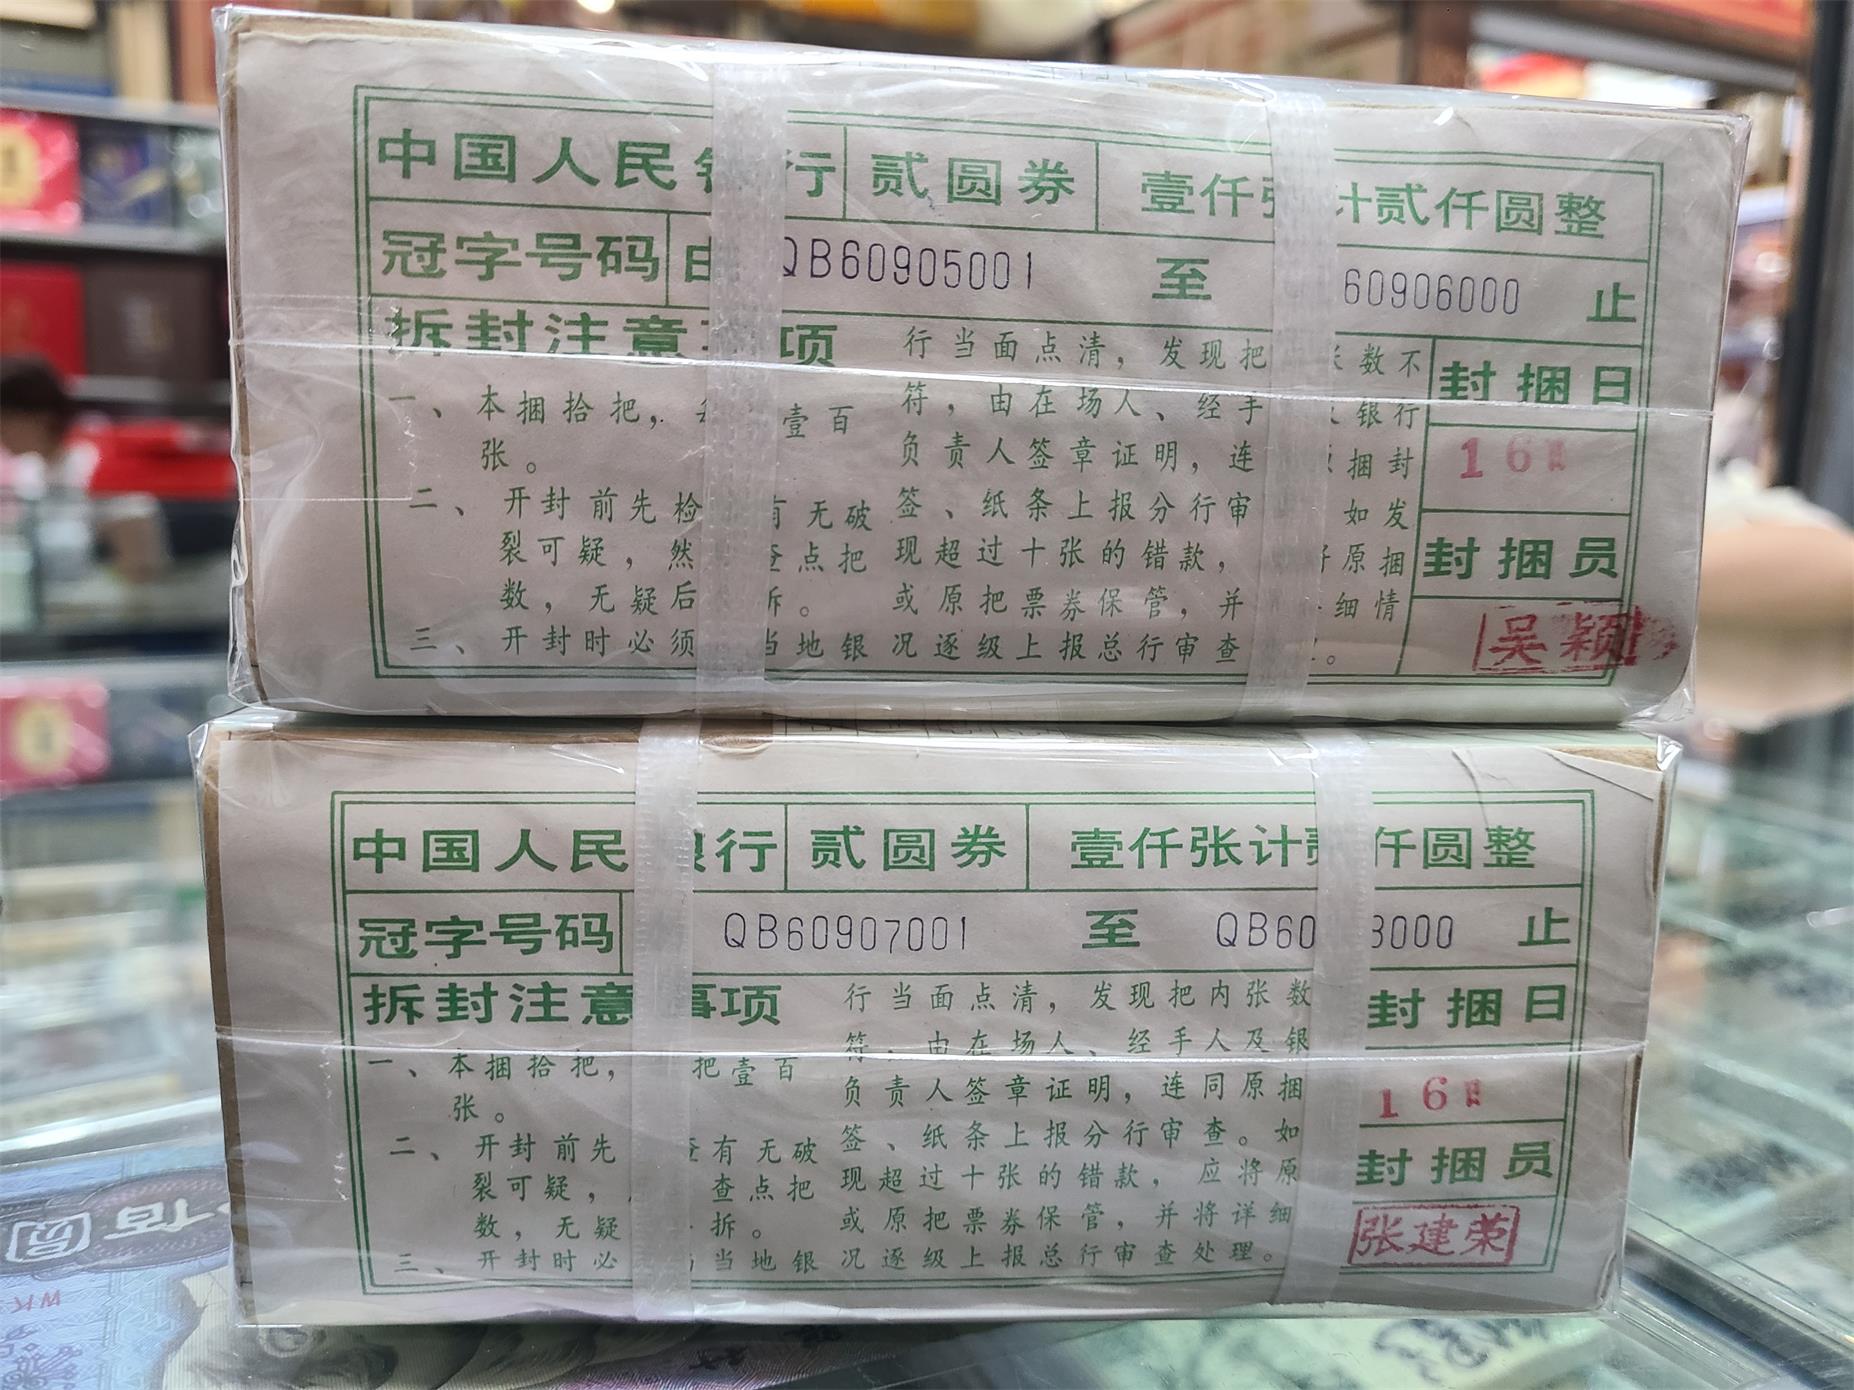 中国人民 行 贰圆券 壹仟 计贰仟圆整
冠字号码 QB60905001 至 60906000 止
拆封注意 项
一、本捆拾把, 壹百
张。
二、开封前先检 有无破
裂可疑, 然 查点把
数, 无疑后 拆。
三、开封时必须 当地银
行当面点清, 发现把 张数不
符, 由在场人、经手 银行
负责人签章证明, 连 捆封
签、纸条上报分行审 如发
现超过十张的错款, 原捆
或原把票券保管, 并 细情
况逐级上报总行审查 。
封捆日
16
封捆员
吴颖
中国人民 银行 贰圆券 壹仟张计贰仟圆整
冠字号码 QB60907001 至 QB60 8000 止
拆封注意事项
一、本捆拾把, 把壹百
张。
二、开封前先 查有无破
裂可疑, 查点把
数, 无疑 拆。
三、开封时必 当地银
行当面点清, 发现把内张数
符, 由在场人、经手人及银
负责人签章证明, 连同原捆
签、纸条上报分行审查。如
现超过十张的错款, 应将原
或原把票券保管, 并将详细
况逐级上报总行审查处理。
封捆日
16
封捆员
张建荣
佰圆
WK